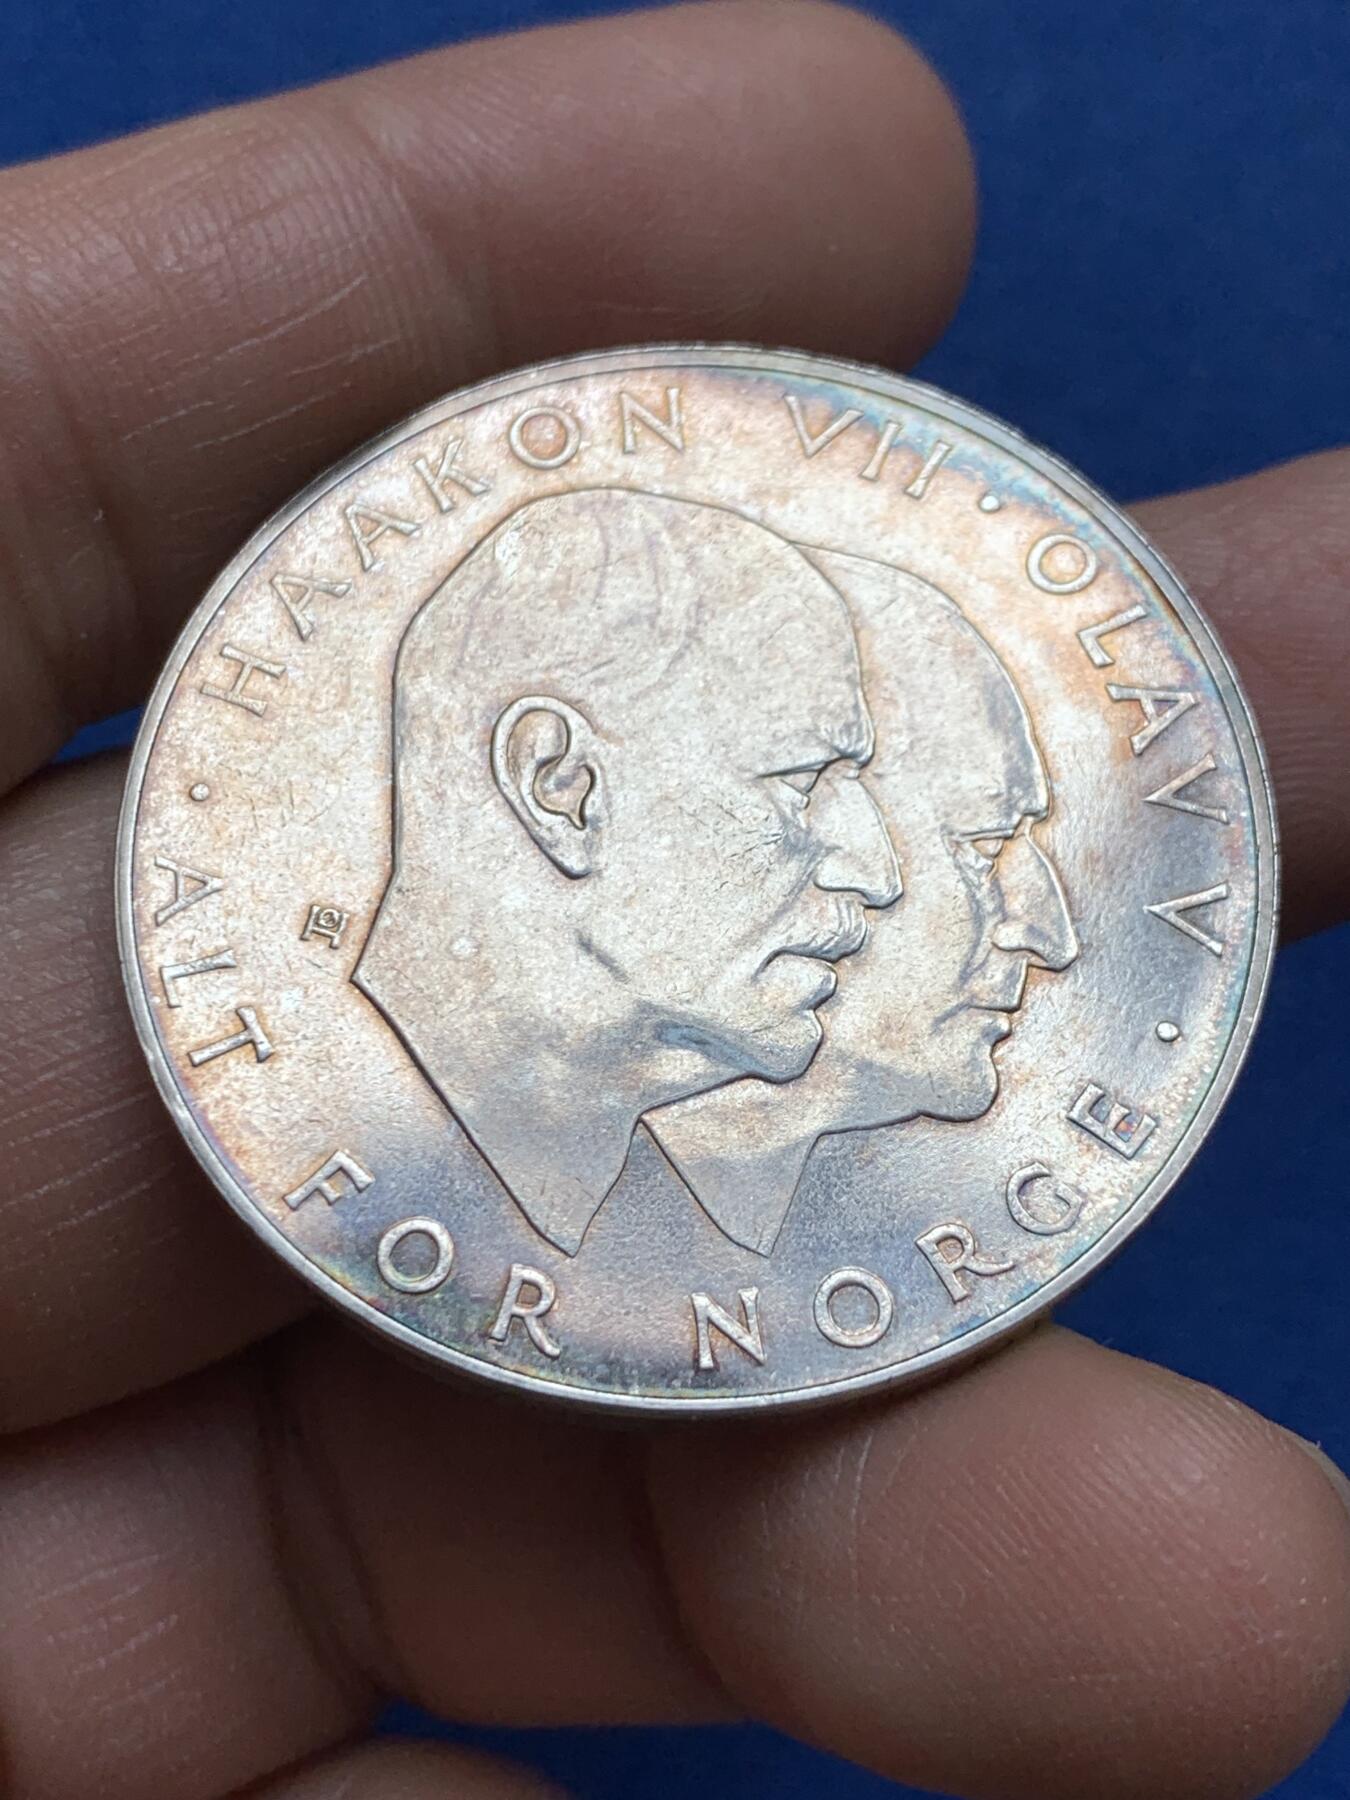 · HAAKON VII · OLAV V ·
ALT FOR NORGE